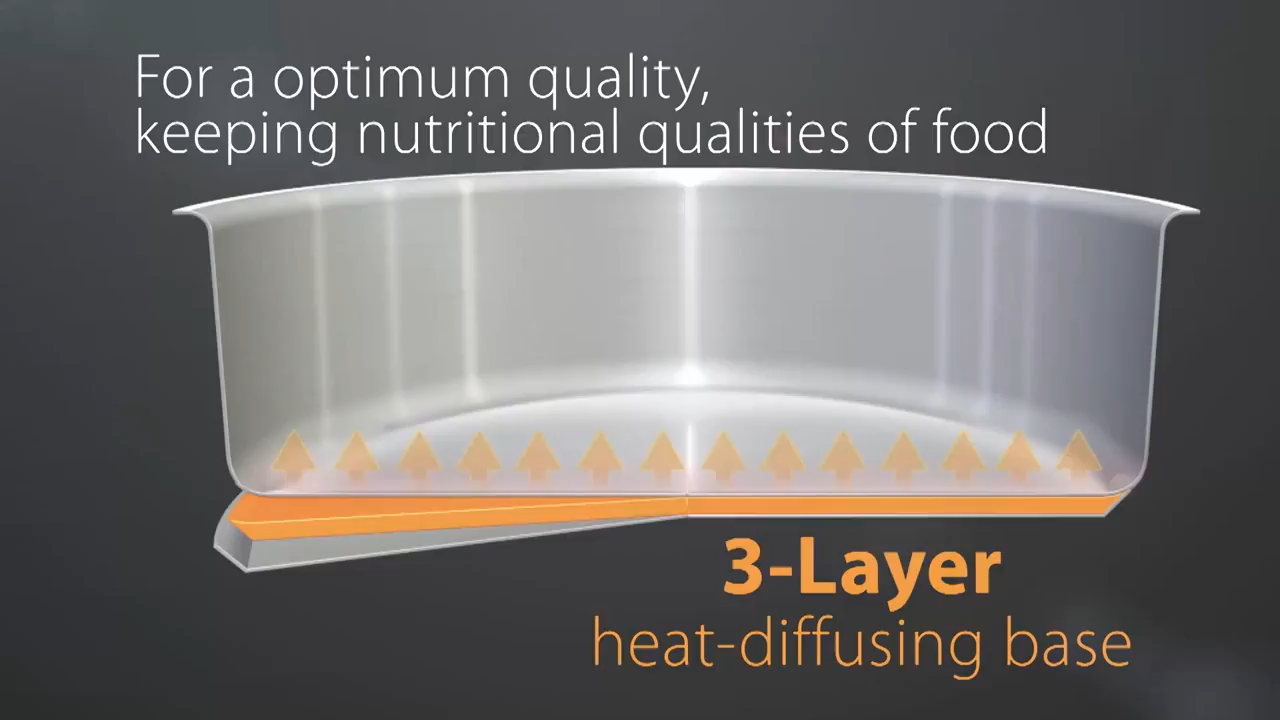 For a optimum quality,
keeping nutritional qualities of food
3-Layer
heat-diffusing base